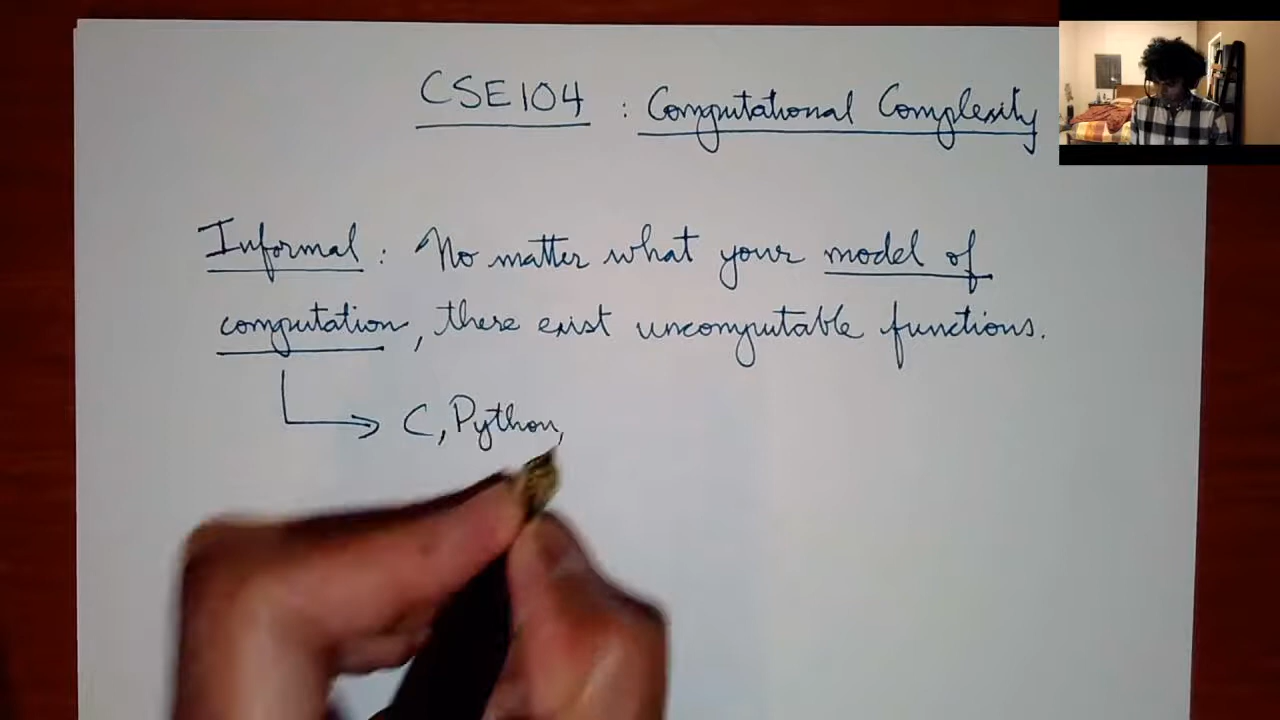 CSE104 : Computational Complexity
Informal : No matter what your model of
computation, there exist uncomputable functions.
C, Python,